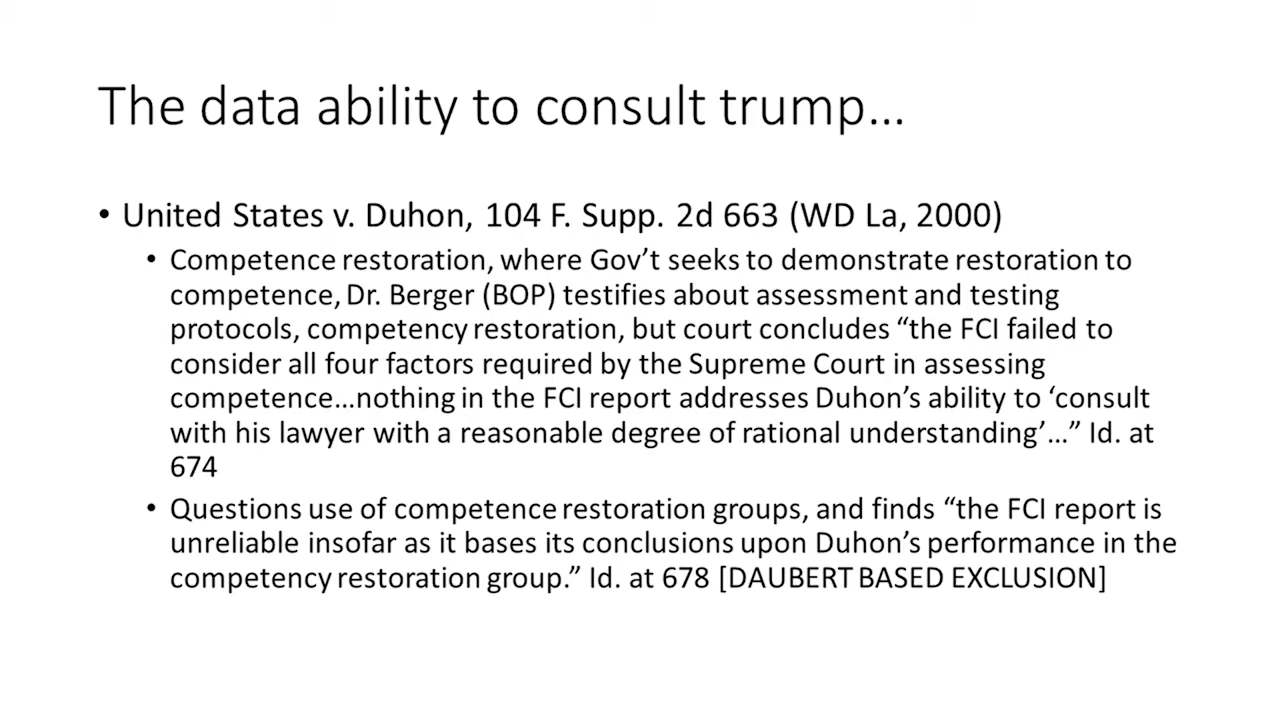 The data ability to consult trump…
• United States v. Duhon, 104 F. Supp. 2d 663 (WD La, 2000)
• Competence restoration, where Gov’t seeks to demonstrate restoration to
competence, Dr. Berger (BOP) testifies about assessment and testing
protocols, competency restoration, but court concludes “the FCI failed to
consider all four factors required by the Supreme Court in assessing
competence…nothing in the FCI report addresses Duhon’s ability to ‘consult
with his lawyer with a reasonable degree of rational understanding’…” Id. at
674
• Questions use of competence restoration groups, and finds “the FCI report is
unreliable insofar as it bases its conclusions upon Duhon’s performance in the
competency restoration group.” Id. at 678 [DAUBERT BASED EXCLUSION]